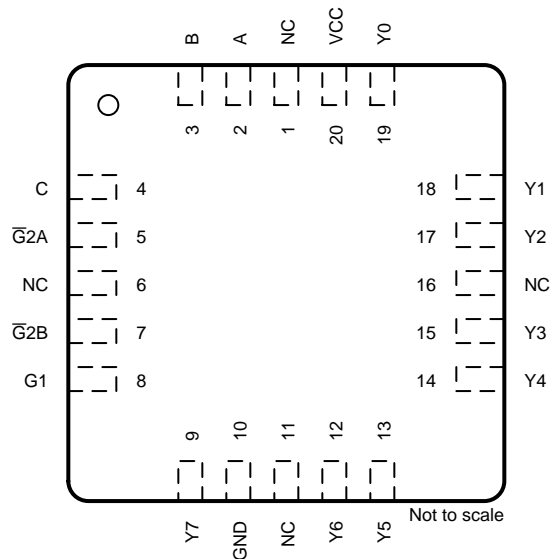 B A NC VCC Y0
3 2 1 20 19
C 4 18 Y1
G̅2A 5 17 Y2
NC 6 16 NC
G̅2B 7 15 Y3
G1 8 14 Y4
9 10 11 12 13
Y7 GND NC Y6 Y5
Not to scale